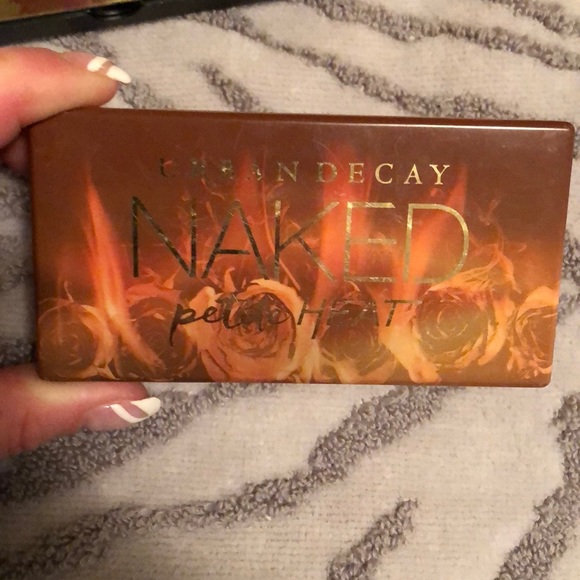 URBAN DECAY
NAKED
petite HEAT